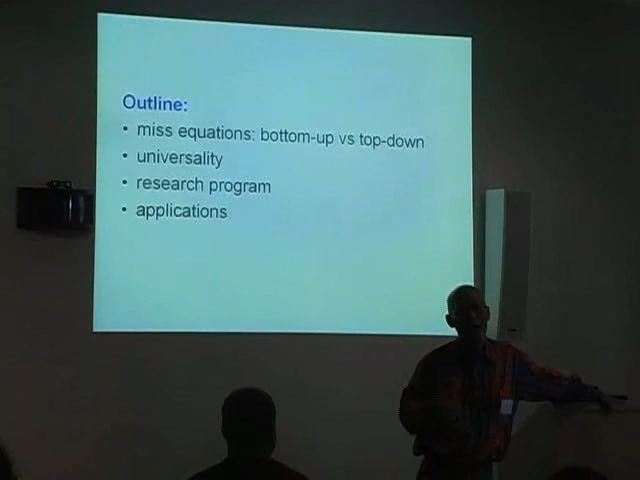 Outline:
• miss equations: bottom-up vs top-down
• universality
• research program
• applications